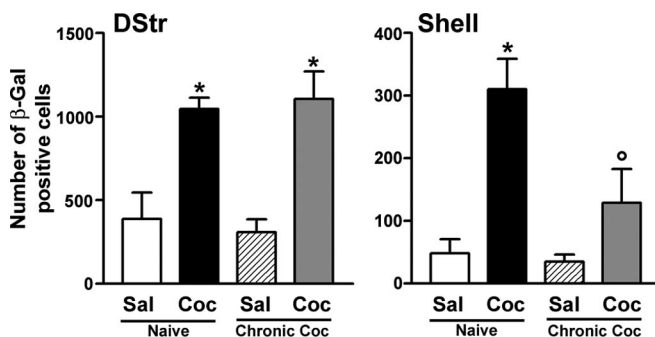 DStr
Number of β-Gal
positive cells
1500
1000
500
0
*
*
Sal Coc Sal Coc
Naive Chronic Coc
Shell
400
300
200
100
0
*
Sal Coc Sal Coc
Naive Chronic Coc